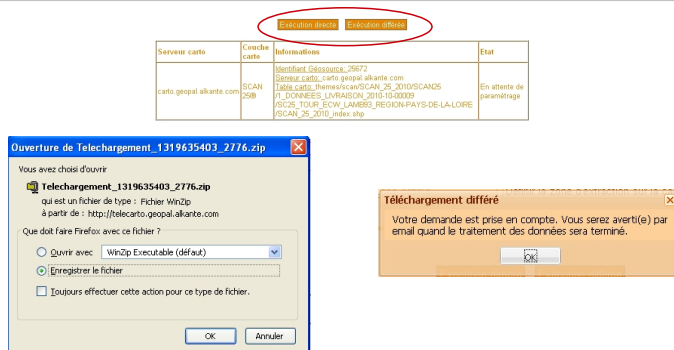 Exécution directe Exécution différée
Serveur carto Couche carte Informations Etat
carto.geopal.alkante.com SCAN 25® Identifiant Géosource: 25672
Serveur carto: carto.geopal.alkante.com
Table carto: themes/scan/SCAN_25_2010/SCAN25
/1_DONNEES_LIVRAISON_2010-10-00009
/SC25_TOUR_ECW_LAMB93_REGION-PAYS-DE-LA-LOIRE
/SCAN_25_2010_index.shp
En attente de
paramétrage
Ouverture de Telechargement_1319635403_2776.zip
Vous avez choisi d'ouvrir
Telechargement_1319635403_2776.zip
qui est un fichier de type : Fichier WinZip
à partir de : http://telecarto.geopal.alkante.com
Que doit faire Firefox avec ce fichier ?
Ouvrir avec WinZip Executable (défaut)
Enregistrer le fichier
Toujours effectuer cette action pour ce type de fichier.
OK Annuler
Téléchargement différé
Votre demande est prise en compte. Vous serez averti(e) par
email quand le traitement des données sera terminé.
OK